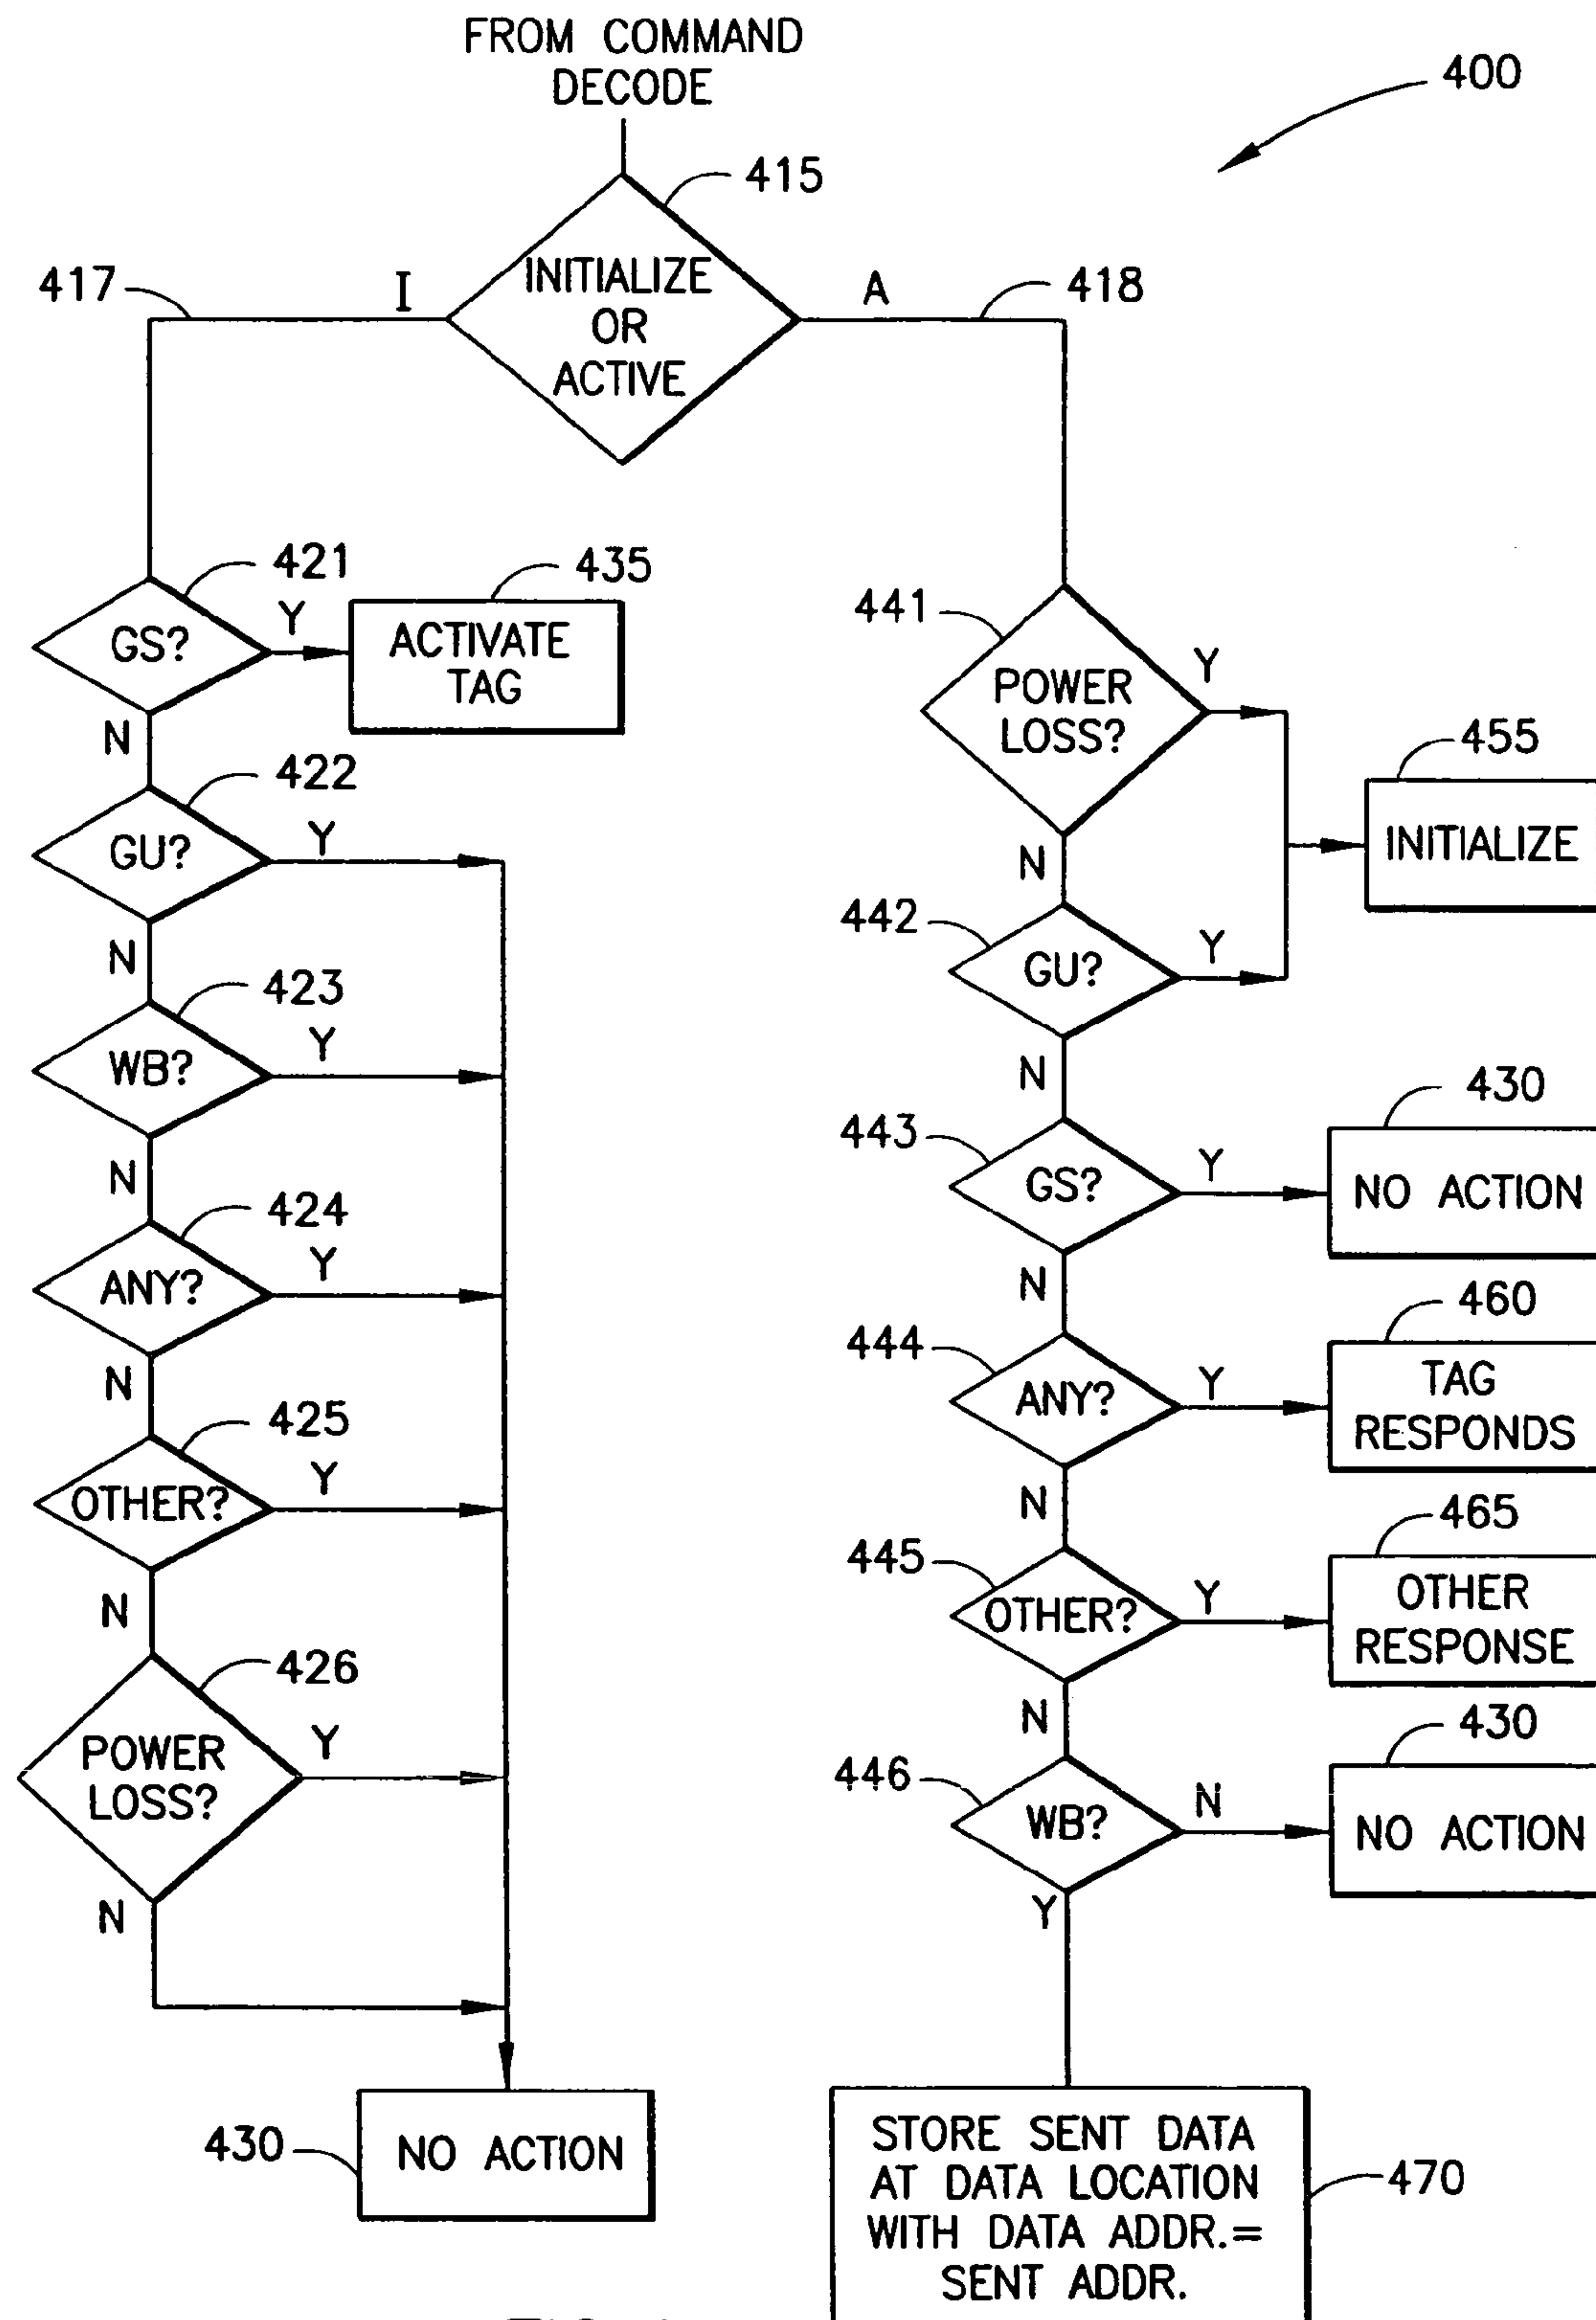 FROM COMMAND
DECODE
400
415
417
I
INITIALIZE
OR
ACTIVE
A
418
421
GS?
Y
435
ACTIVATE
TAG
N
422
GU?
Y
N
423
WB?
Y
N
424
ANY?
Y
N
425
OTHER?
Y
N
426
POWER
LOSS?
Y
N
430
NO ACTION
441
POWER
LOSS?
Y
455
INITIALIZE
N
442
GU?
Y
N
443
GS?
Y
430
NO ACTION
N
444
ANY?
Y
460
TAG
RESPONDS
N
445
OTHER?
Y
465
OTHER
RESPONSE
N
446
WB?
N
430
NO ACTION
Y
STORE SENT DATA
AT DATA LOCATION
WITH DATA ADDR.=
SENT ADDR.
470